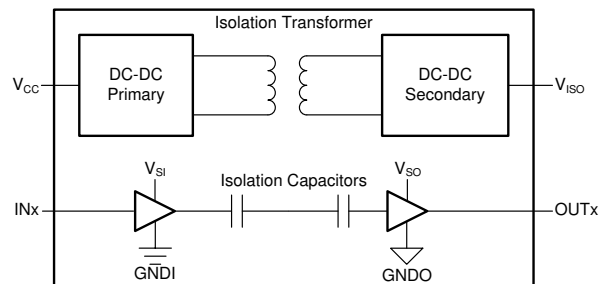 Isolation Transformer
DC-DC
Primary
DC-DC
Secondary
VCC
VISO
VSI
Isolation Capacitors
VSO
INx
OUTx
GNDI
GNDO